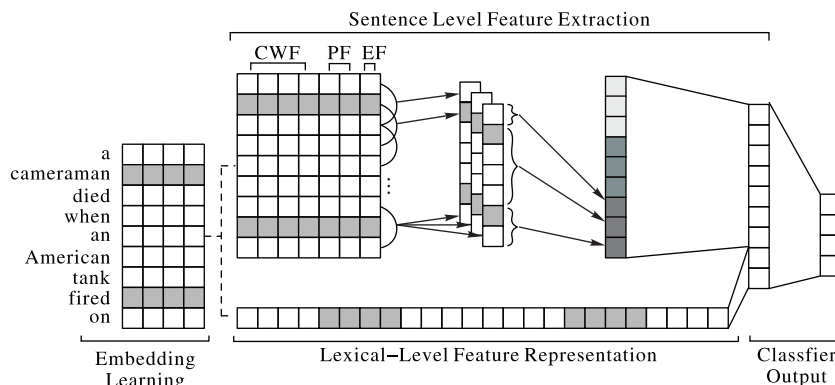 Sentence Level Feature Extraction
CWF PF EF
a
cameraman
died
when
an
American
tank
fired
on
...
Embedding
Learning
Lexical-Level Feature Representation
Classfier
Output